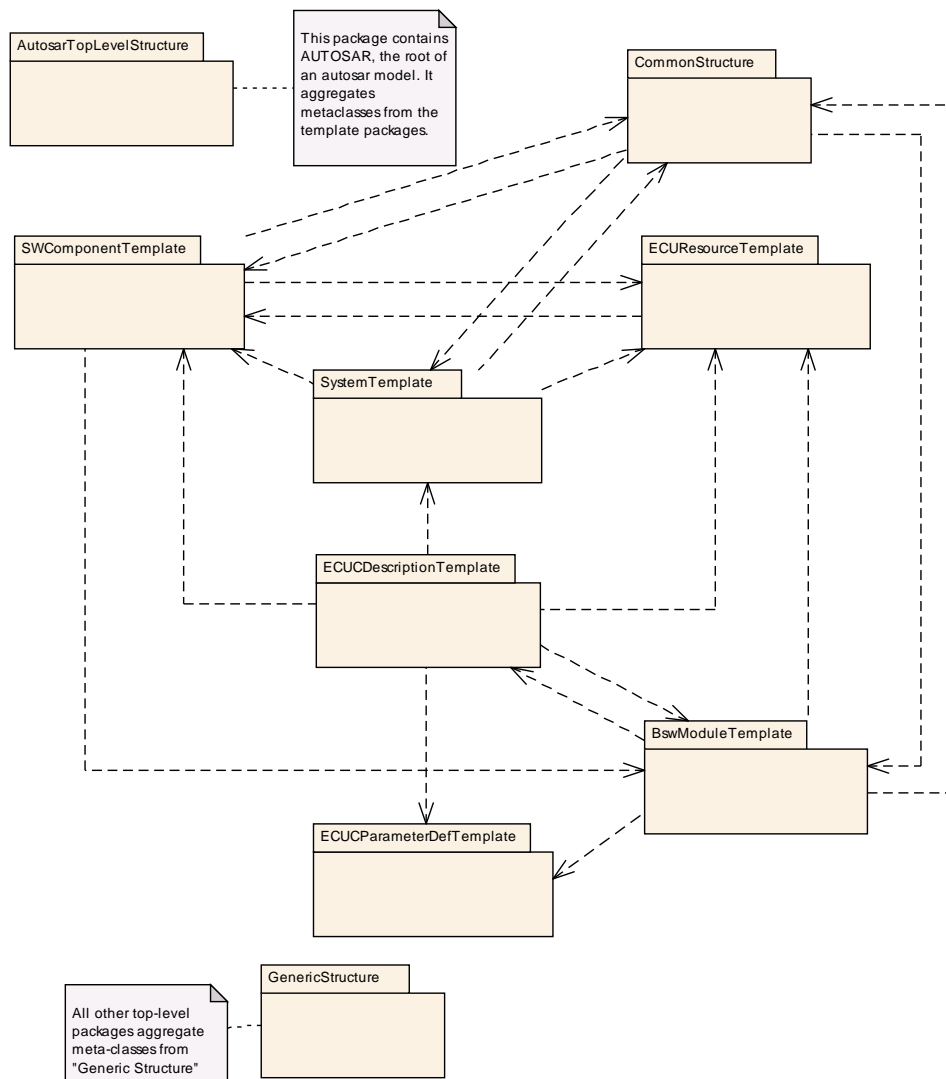 AutosarTopLevelStructure
This package contains
AUTOSAR, the root of
an autosar model. It
aggregates
metaclasses from the
template packages.
CommonStructure
SWComponentTemplate
ECUResourceTemplate
SystemTemplate
ECUCDescriptionTemplate
BswModuleTemplate
ECUCParameterDefTemplate
GenericStructure
All other top-level
packages aggregate
meta-classes from
"Generic Structure"